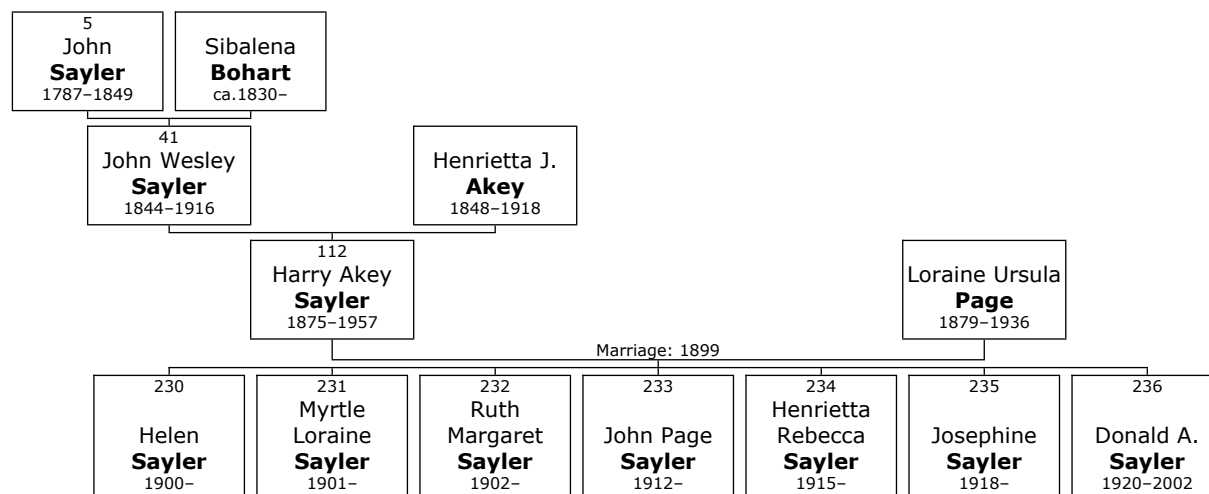 5
John
Sayler
1787–1849
Sibalena
Bohart
ca.1830–
41
John Wesley
Sayler
1844–1916
Henrietta J.
Akey
1848–1918
112
Harry Akey
Sayler
1875–1957
Loraine Ursula
Page
1879–1936
Marriage: 1899
230
Helen
Sayler
1900–
231
Myrtle
Loraine
Sayler
1901–
232
Ruth
Margaret
Sayler
1902–
233
John Page
Sayler
1912–
234
Henrietta
Rebecca
Sayler
1915–
235
Josephine
Sayler
1918–
236
Donald A.
Sayler
1920–2002